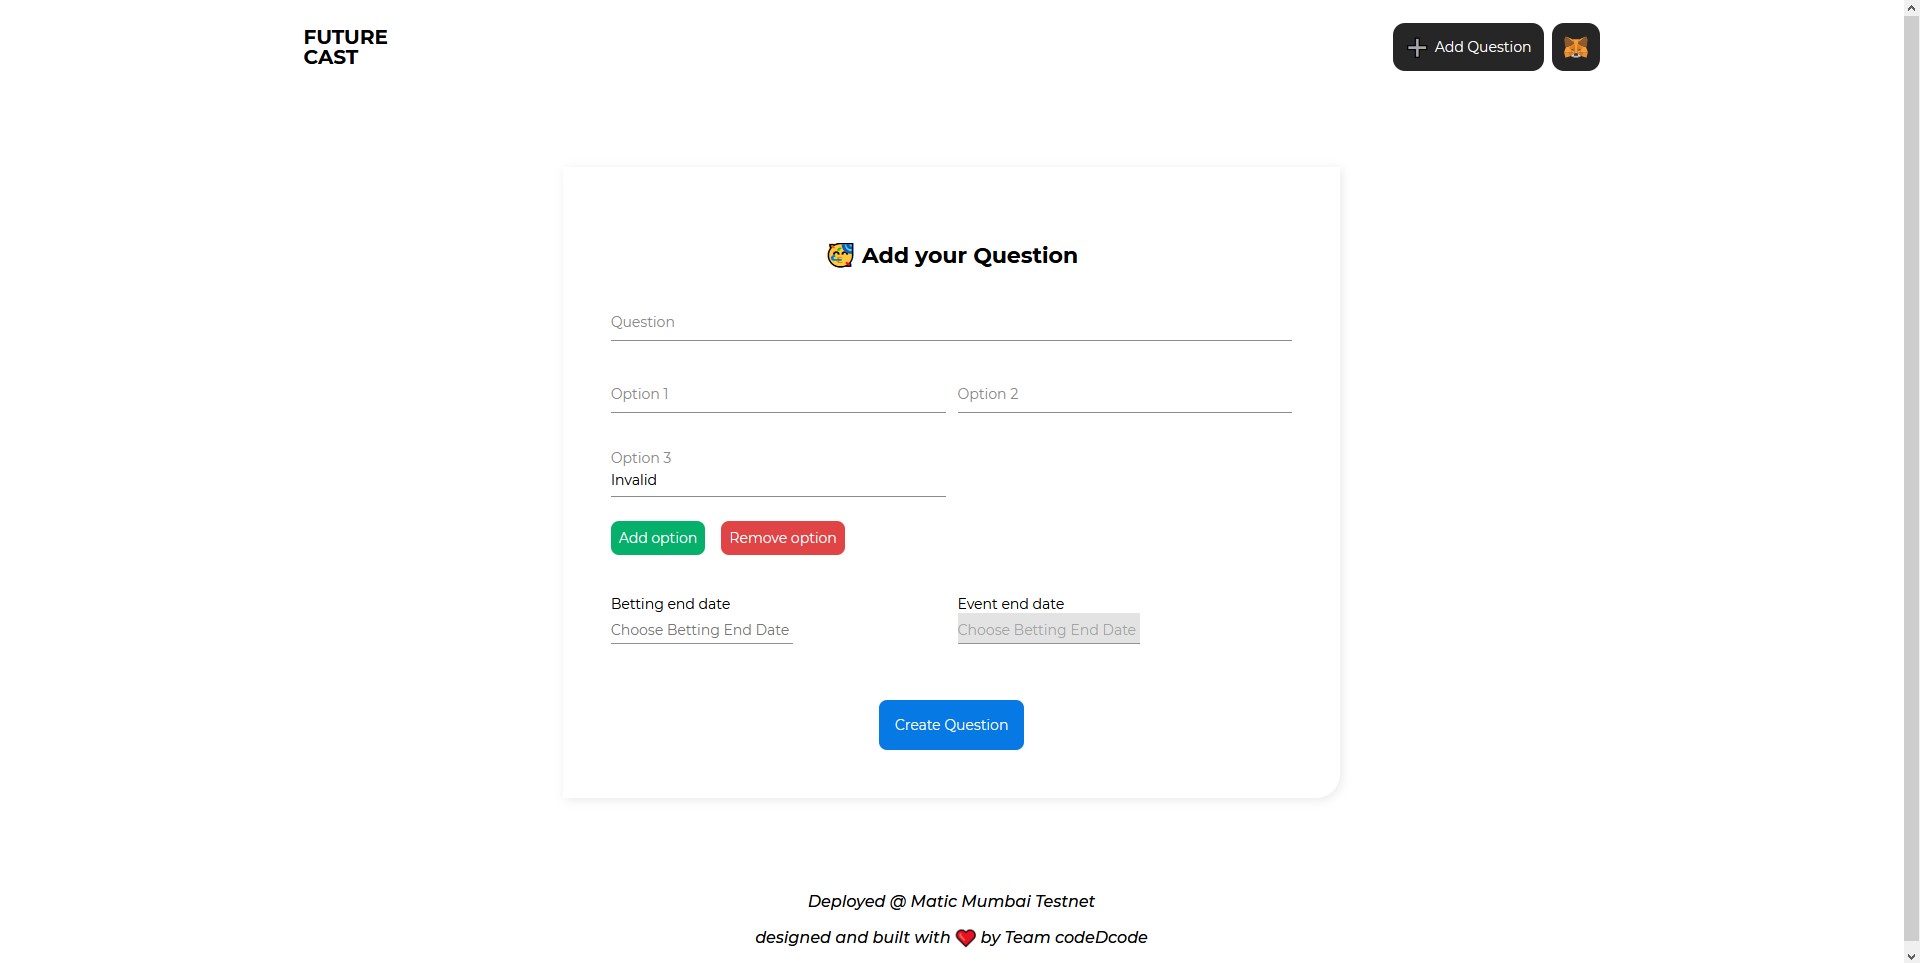 FUTURE
CAST
Add Question
Add your Question
Question
Option 1
Option 2
Option 3
Invalid
Add option
Remove option
Betting end date
Event end date
Choose Betting End Date
Choose Betting End Date
Create Question
Deployed @ Matic Mumbai Testnet
designed and built with ❤ by Team codeDcode